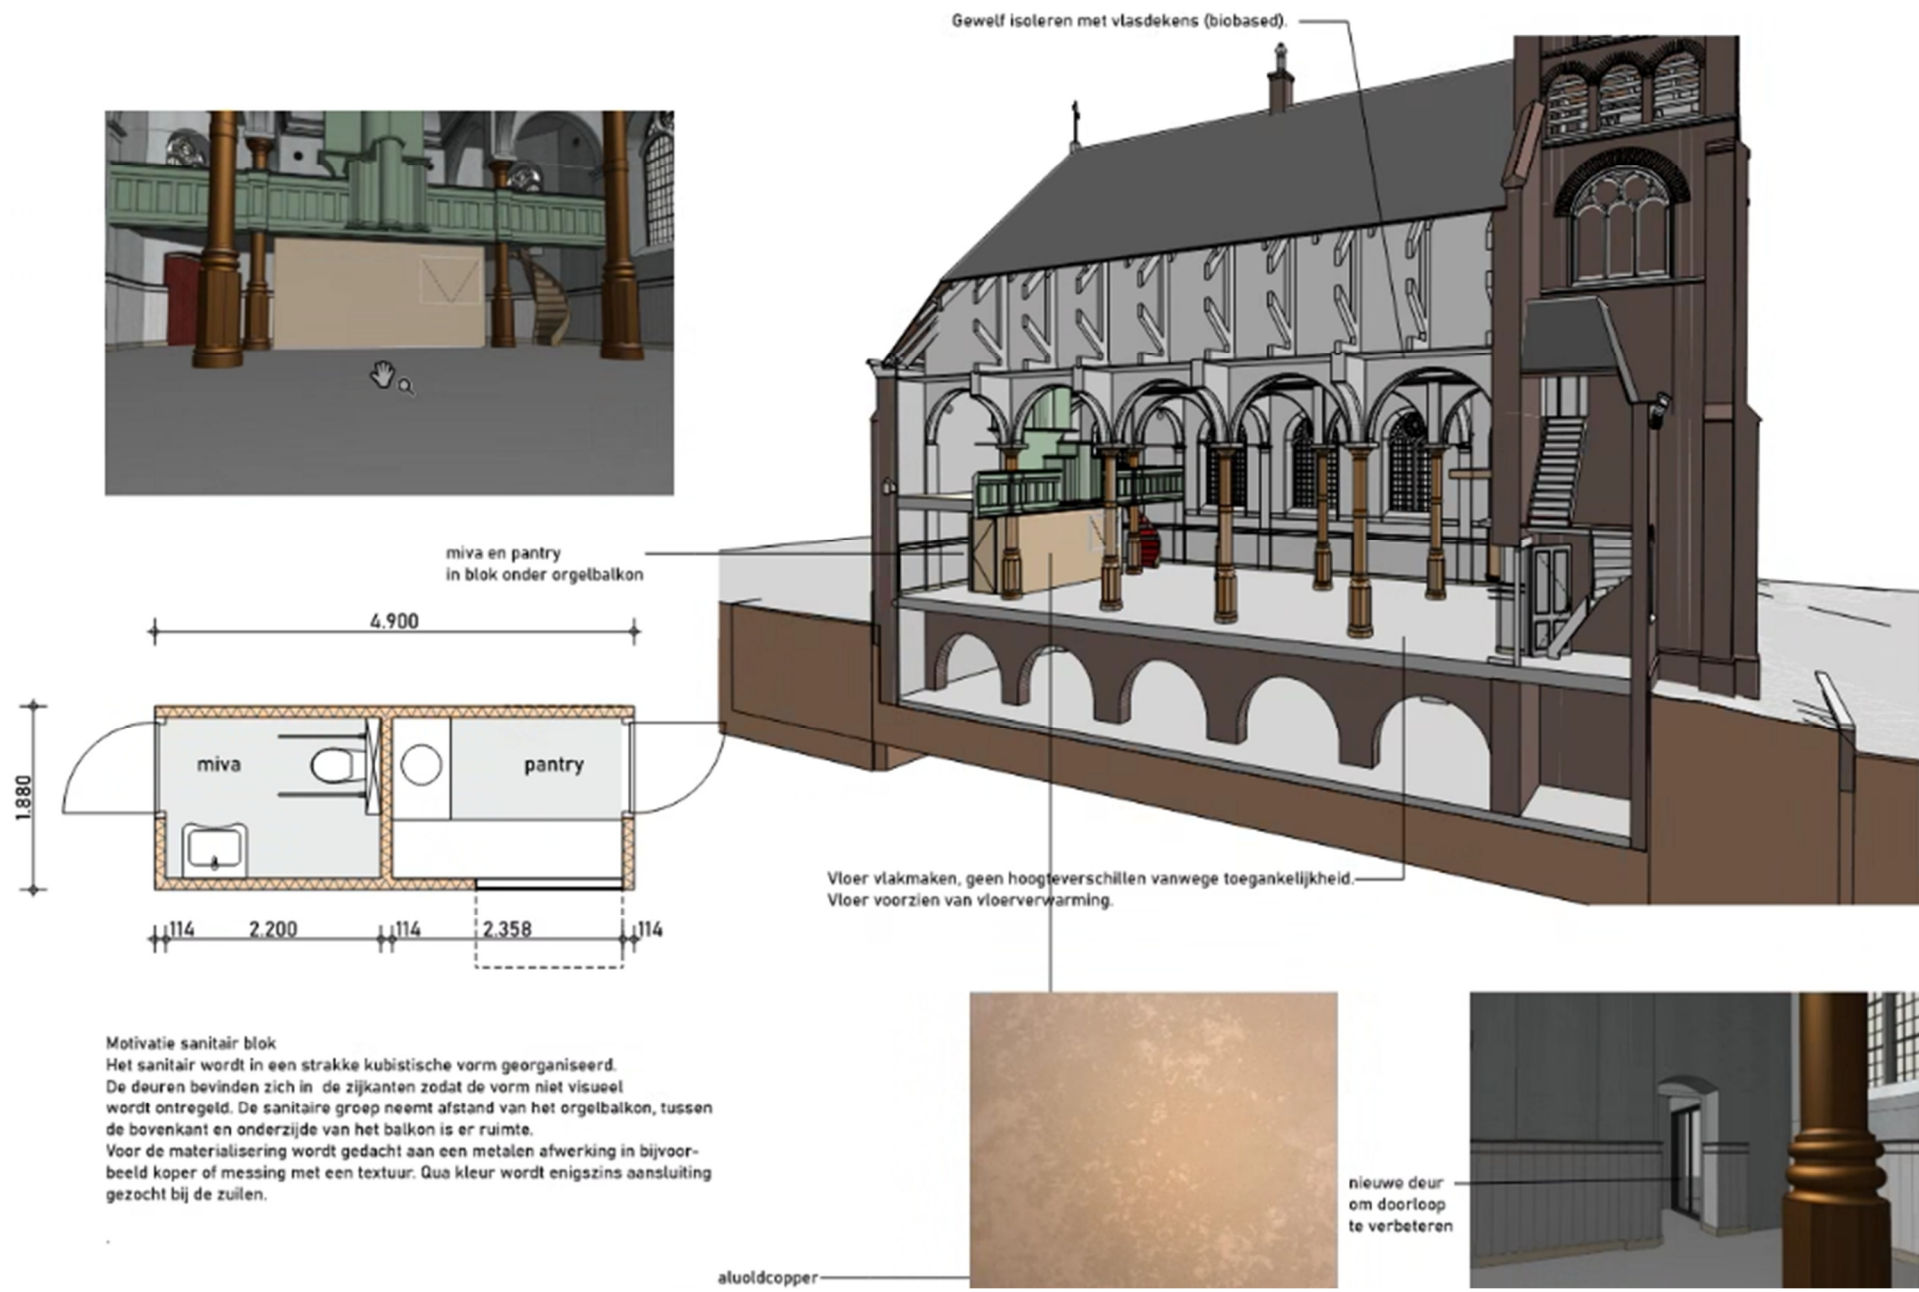 Gewelf isoleren met vlasdekens (biobased).
miva en pantry
in blok onder orgelbalkon
4.900
1.880
miva
pantry
114
2.200
114
2.358
114
Vloer vlakmaken, geen hoogteverschillen vanwege toegankelijkheid.
Vloer voorzien van vloerverwarming.
Motivatie sanitair blok
Het sanitair wordt in een strakke kubistische vorm georganiseerd.
De deuren bevinden zich in de zijkanten zodat de vorm niet visueel
wordt ontregeld. De sanitaire groep neemt afstand van het orgelbalkon, tussen
de bovenkant en onderzijde van het balkon is er ruimte.
Voor de materialisering wordt gedacht aan een metalen afwerking in bijvoor-
beeld koper of messing met een textuur. Qua kleur wordt enigszins aansluiting
gezocht bij de zuilen.
.
nieuwe deur
om doorloop
te verbeteren
aluoldcopper